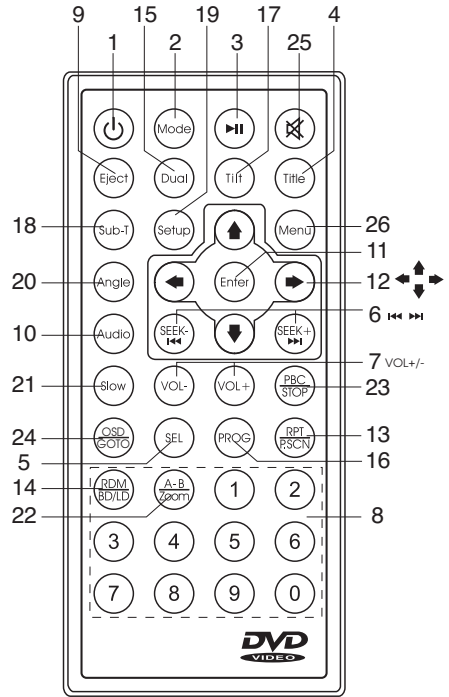 9 15 19 17 4
1 2 3 25
Mode
Eject Dual Tilt Title
18 Sub-T Setup Menu 26
11
20 Angle Enter 12
6
10 Audio SEEK- SEEK+
7 VOL+/-
21 Slow VOL- VOL+ PBC
STOP 23
24 OSD
GOTO SEL PROG RPT
P.SCN 13
5 16
14 RDM
BD/LD A-B
Zoom 1 2
22 8
3 4 5 6
7 8 9 0
DVD
VIDEO